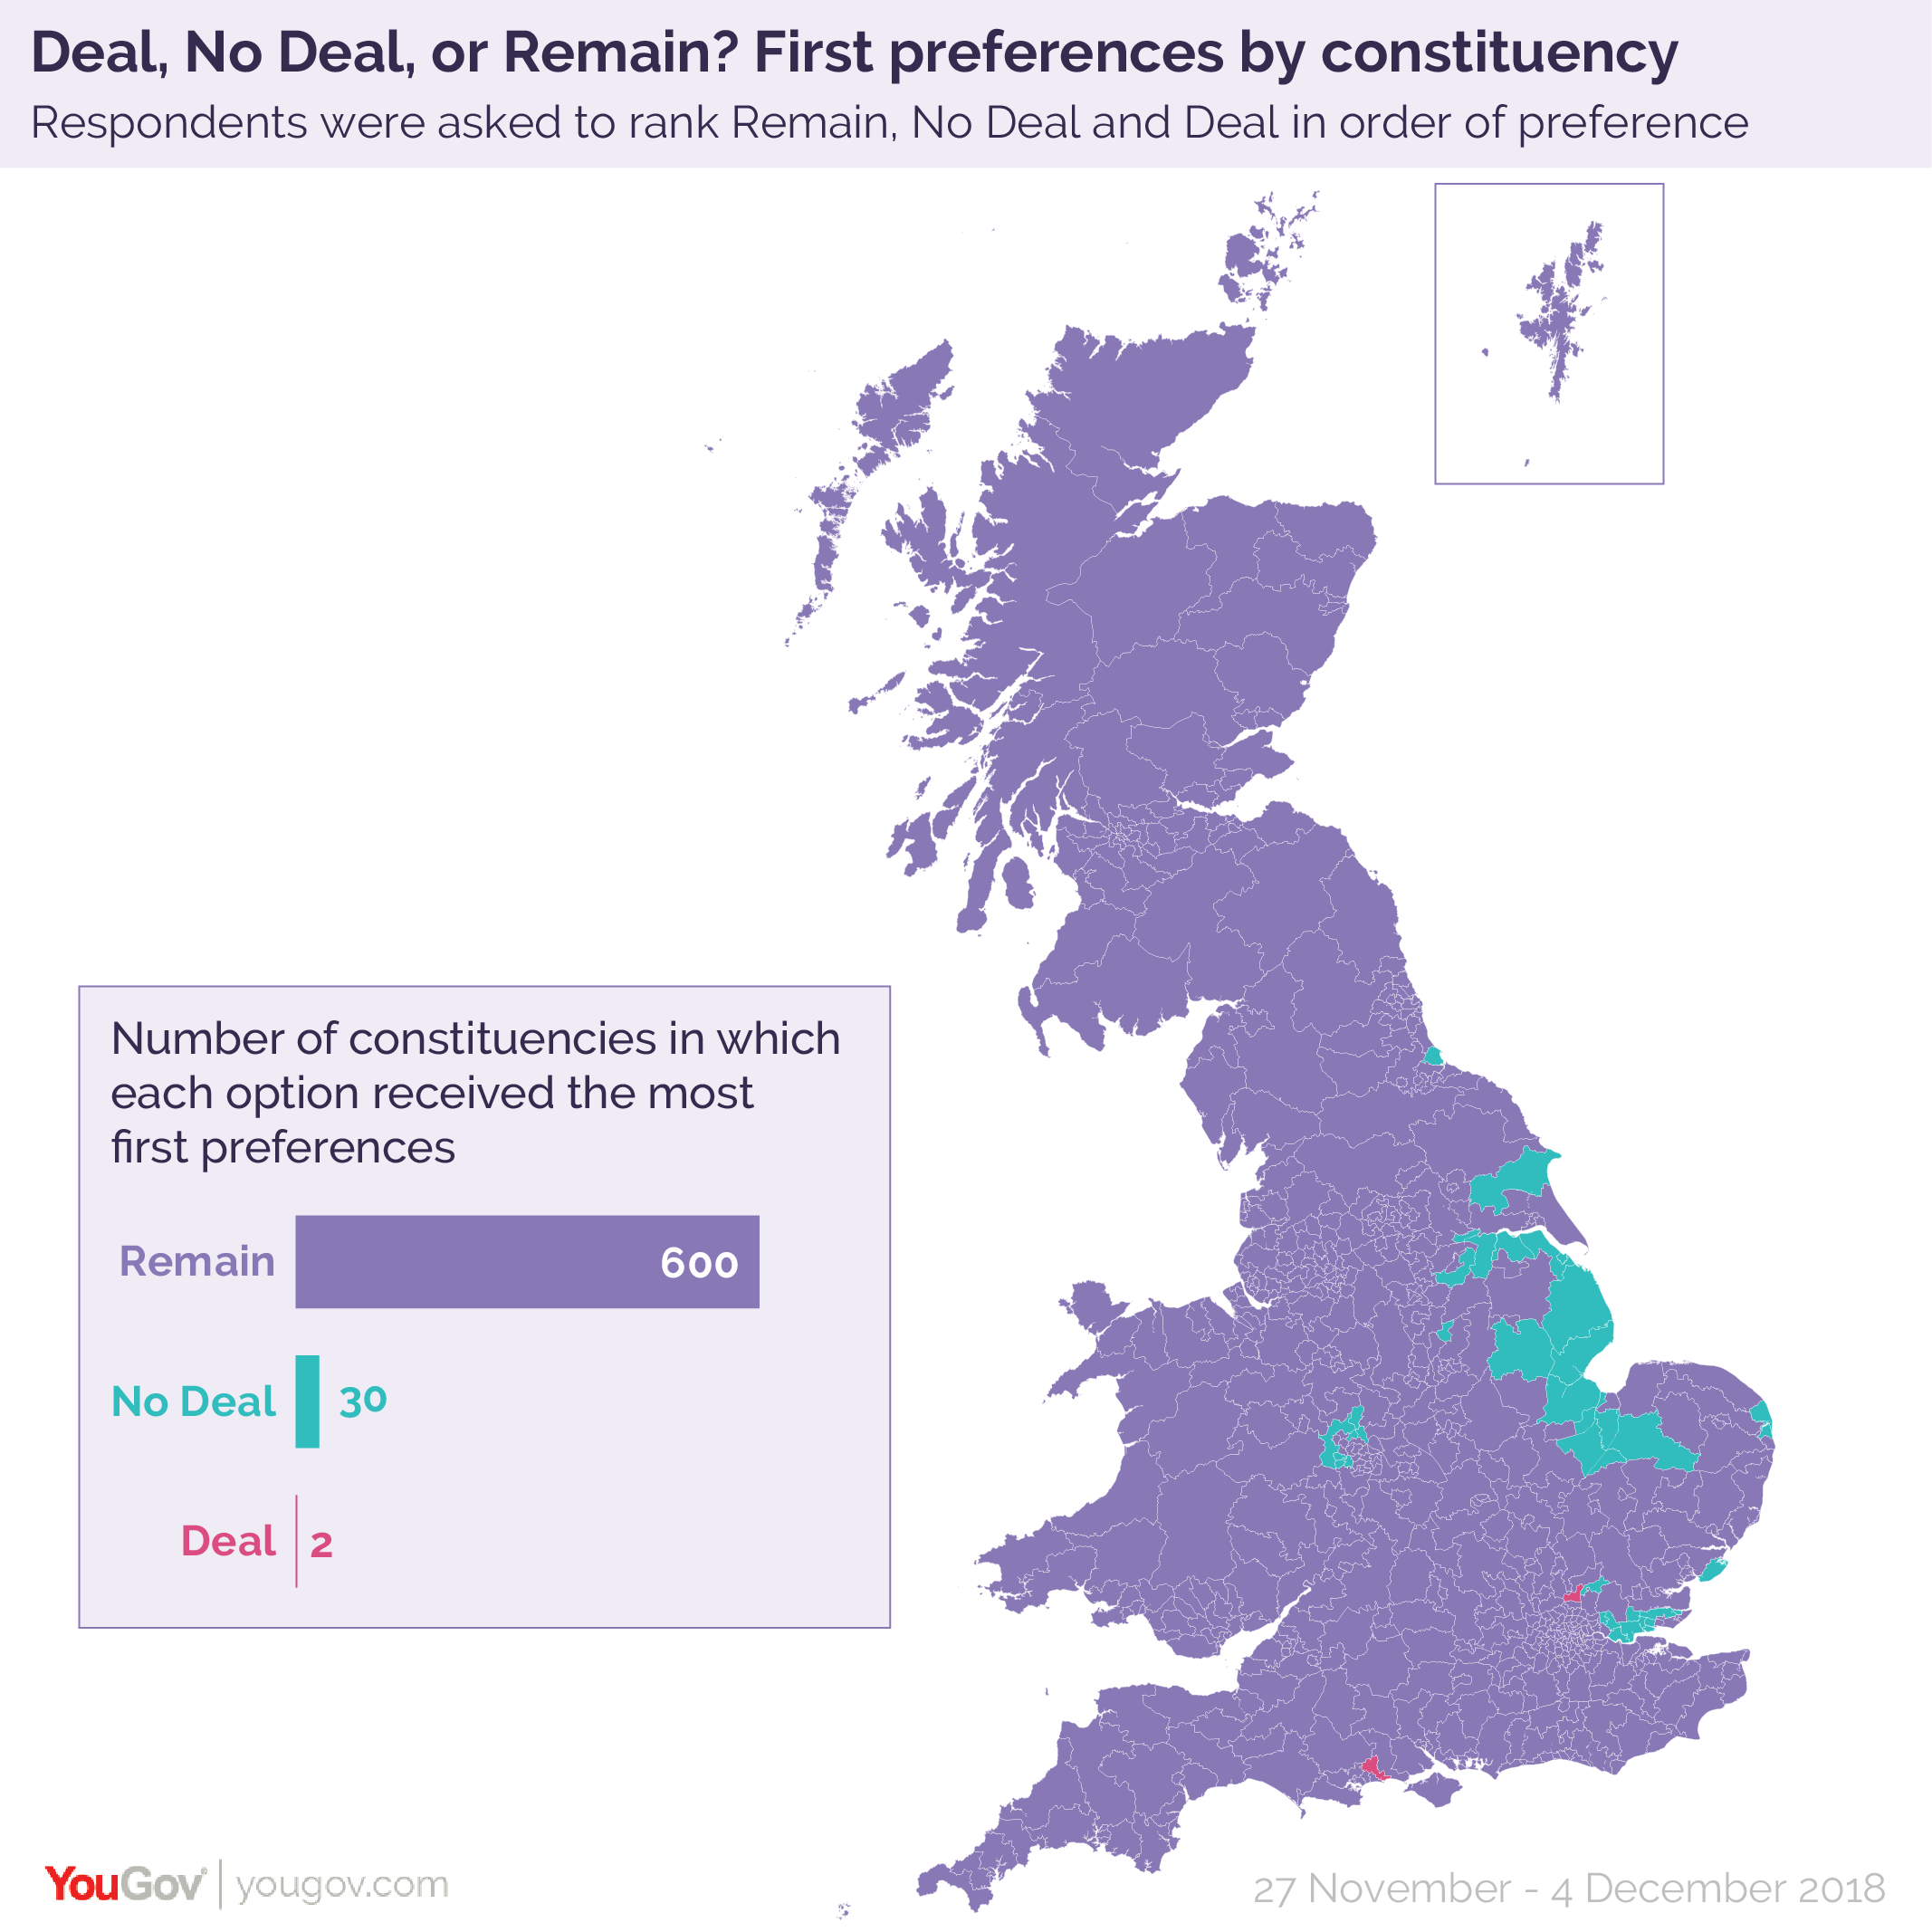 Deal, No Deal, or Remain? First preferences by constituency
Respondents were asked to rank Remain, No Deal and Deal in order of preference
Number of constituencies in which
each option received the most
first preferences
Remain 600
No Deal 30
Deal 2
YouGov® | yougov.com
27 November - 4 December 2018